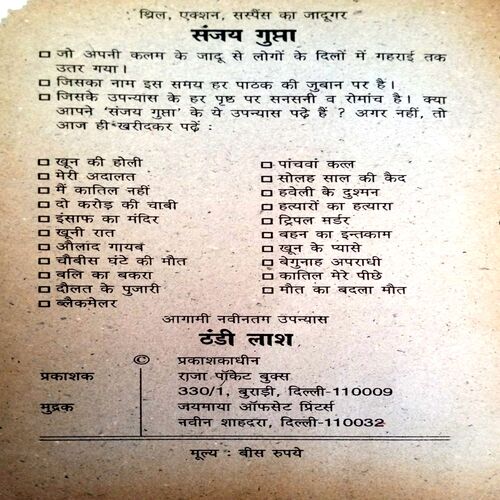 थ्रिल, एक्शन, सस्पैंस का जादूगर
संजय गुप्ता
□ जो अपनी कलम के जादू से लोगों के दिलों में गहराई तक
उतर गया।
□ जिसका नाम इस समय हर पाठक की जुबान पर है।
□ जिसके उपन्यास के हर पृष्ठ पर सनसनी व रोमांच है। क्या
आपने 'संजय गुप्ता' के ये उपन्यास पढ़े हैं ? अगर नहीं, तो
आज ही खरीदकर पढ़ें :
□ खून की होली
□ मेरी अदालत
□ मैं कातिल नहीं
□ दो करोड़ की चाबी
□ इंसाफ का मंदिर
□ खूनी रात
□ औलाद गायब
□ चौबीस घंटे की मौत
□ बलि का बकरा
□ दौलत के पुजारी
□ ब्लैकमेलर
□ पांचवां कत्ल
□ सोलह साल की कैद
□ हवेली के दुश्मन
□ हत्यारों का हत्यारा
□ ट्रिपल मर्डर
□ बहन का इन्तकाम
□ खून के प्यासे
□ बेगुनाह अपराधी
□ कातिल मेरे पीछे
□ मौत का बदला मौत
आगामी नवीनतम उपन्यास
ठंडी लाश
© प्रकाशकाधीन
प्रकाशक राजा पॉकेट बुक्स
330/1, बुराड़ी, दिल्ली-110009
मुद्रक जयमाया ऑफसेट प्रिंटर्स
नवीन शाहदरा, दिल्ली-110032
मूल्य : बीस रुपये